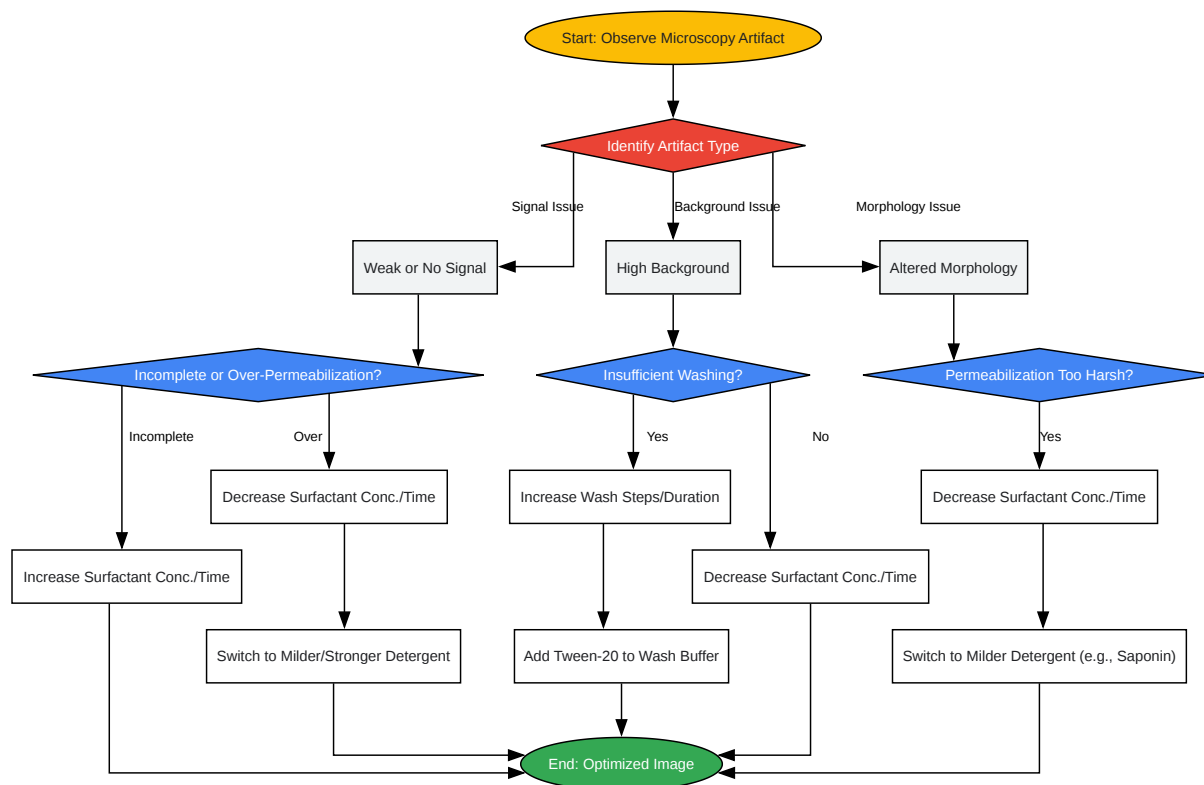 Start: Observe Microscopy Artifact
Identify Artifact Type
Signal Issue
Background Issue
Morphology Issue
Weak or No Signal
High Background
Altered Morphology
Incomplete or Over-Permeabilization?
Insufficient Washing?
Permeabilization Too Harsh?
Incomplete
Over
Yes
No
Yes
Decrease Surfactant Conc./Time
Increase Wash Steps/Duration
Decrease Surfactant Conc./Time
Increase Surfactant Conc./Time
Decrease Surfactant Conc./Time
Switch to Milder/Stronger Detergent
Add Tween-20 to Wash Buffer
Switch to Milder Detergent (e.g., Saponin)
End: Optimized Image